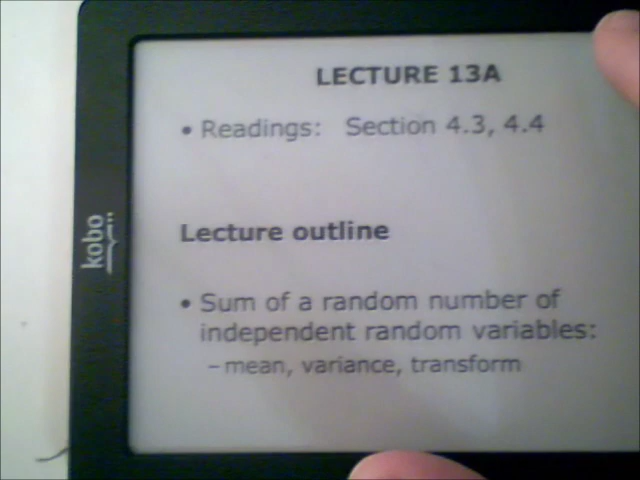 LECTURE 13A
• Readings: Section 4.3, 4.4
Lecture outline
• Sum of a random number of
independent random variables:
– mean, variance, transform
kobo